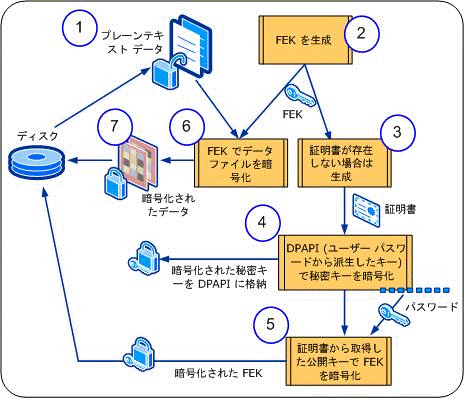 1
プレーンテキ
スト データ
2
FEK を生成
FEK
ディスク
7
6
3
FEK でデータ
ファイルを暗
号化
証明書が存在
しない場合は
生成
暗号化され
たデータ
証明書
4
DPAPI (ユーザー パスワ
ードから派生したキー)
で秘密キーを暗号化
暗号化された秘密キ
ーを DPAPI に格納
パスワード
5
証明書から取得し
た公開キーで FEK
を暗号化
暗号化された FEK